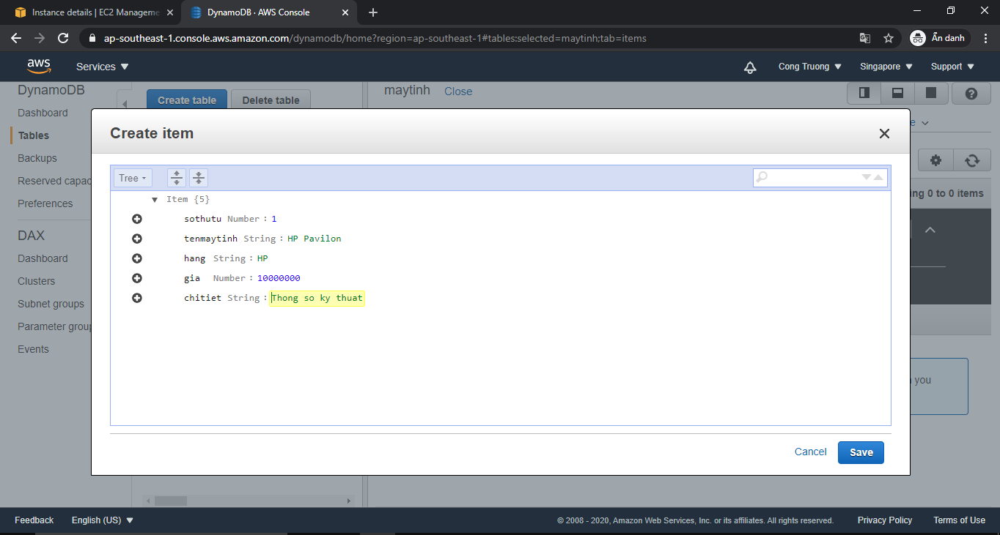 Instance details | EC2 Manageme
DynamoDB · AWS Console
ap-southeast-1.console.aws.amazon.com/dynamodb/home?region=ap-southeast-1#tables:selected=maytinh;tab=items
Ẩn danh
aws
Services
Cong Truong
Singapore
Support
DynamoDB
Dashboard
Tables
Backups
Reserved capac
Preferences
DAX
Dashboard
Clusters
Subnet groups
Parameter group
Events
Create table
Delete table
maytinh
Close
e
ing 0 to 0 items
you
Create item
Tree
Item {5}
sothutu Number : 1
tenmaytinh String : HP Pavilon
hang String : HP
gia Number : 10000000
chitiet String : Thong so ky thuat
Cancel
Save
Feedback
English (US)
© 2008 - 2020, Amazon Web Services, Inc. or its affiliates. All rights reserved.
Privacy Policy
Terms of Use